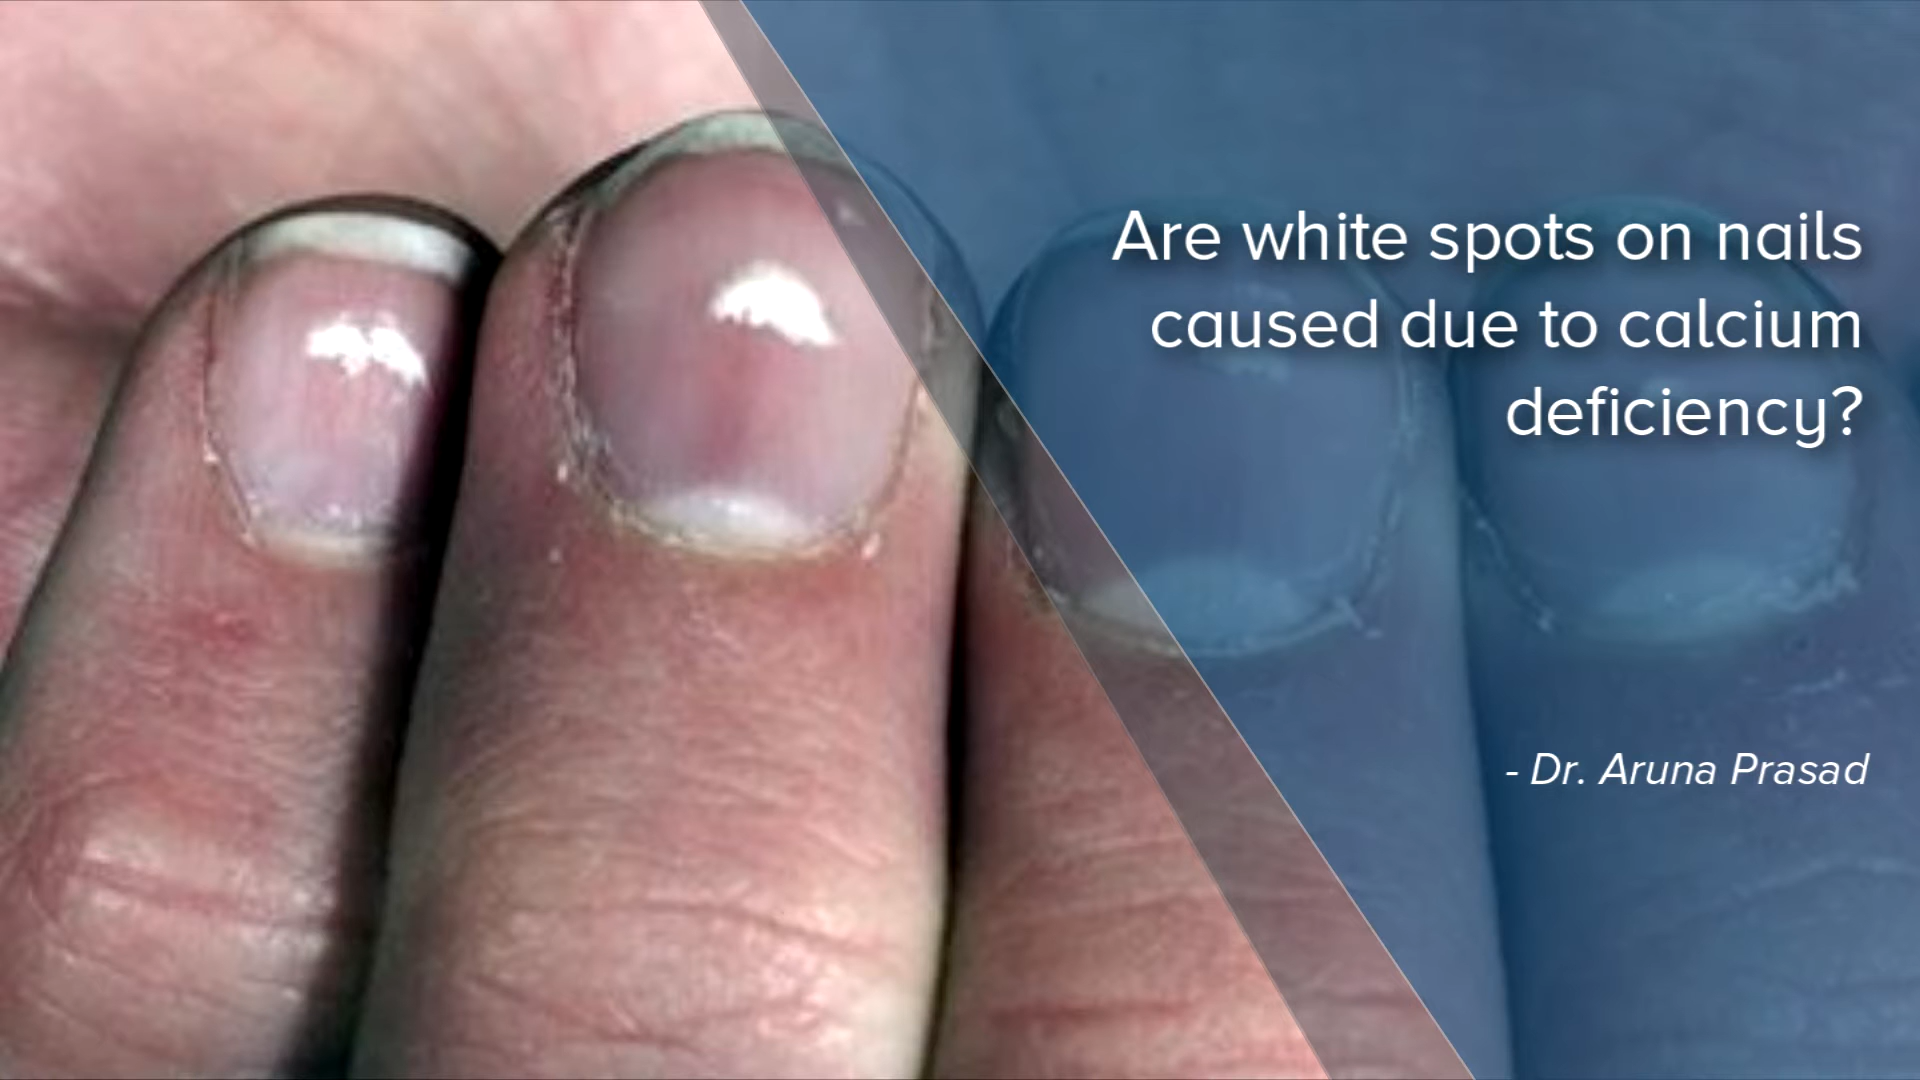 Are white spots on nails
caused due to calcium
deficiency?
- Dr. Aruna Prasad